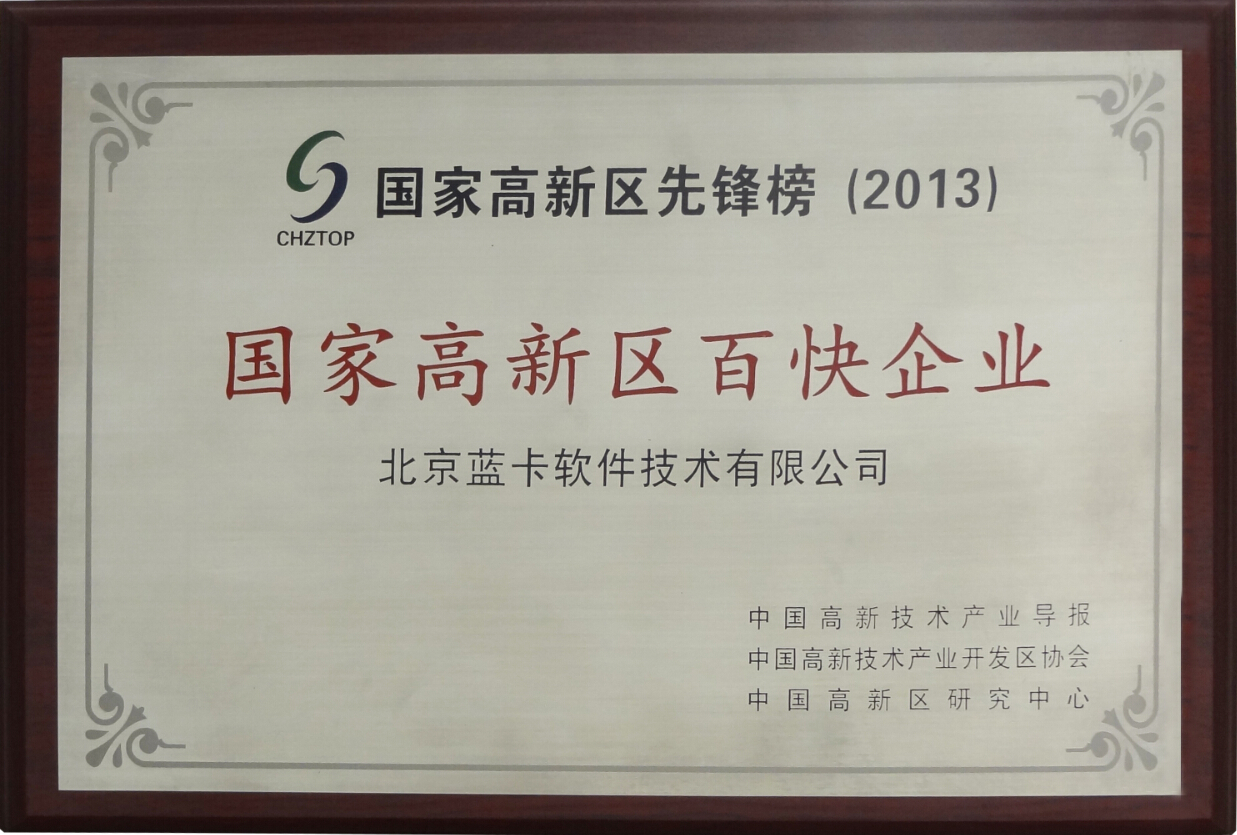 国家高新区先锋榜 (2013)
CHZTOP
国家高新区百快企业
北京蓝卡软件技术有限公司
中国高新技术产业导报
中国高新技术产业开发区协会
中国高新区研究中心